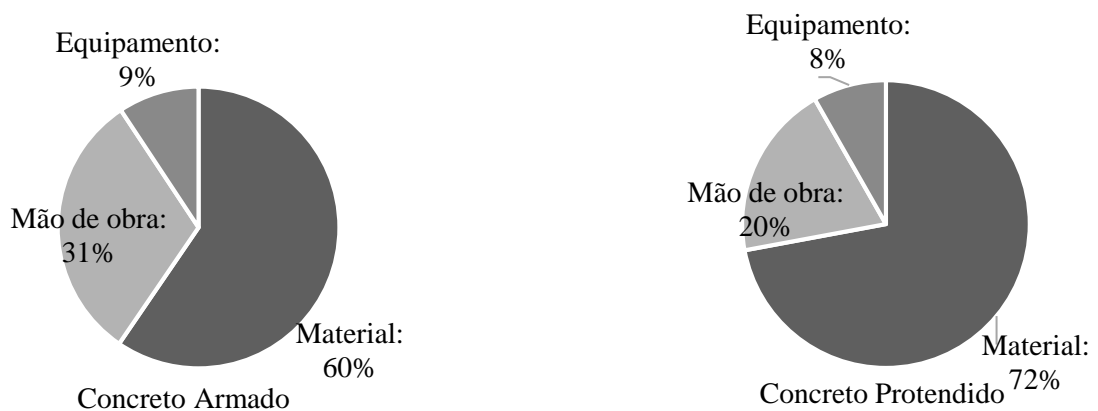 Equipamento:
9%
Mão de obra:
31%
Material:
60%
Concreto Armado
Equipamento:
8%
Mão de obra:
20%
Material:
72%
Concreto Protendido